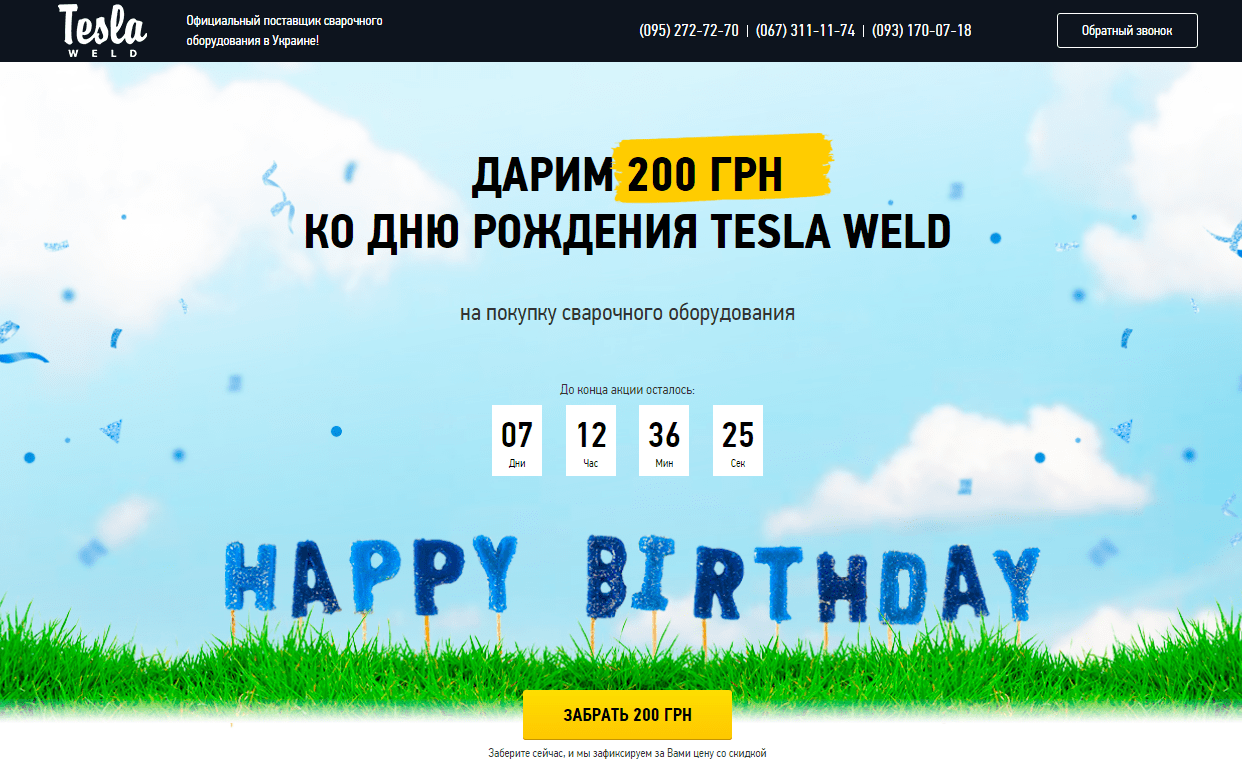 Tesla
WELD
Официальный поставщик сварочного
оборудования в Украине!
(095) 272-72-70 | (067) 311-11-74 | (093) 170-07-18
Обратный звонок
ДАРИМ 200 ГРН
КО ДНЮ РОЖДЕНИЯ TESLA WELD
на покупку сварочного оборудования
До конца акции осталось:
07 12 36 25
Дни Час Мин Сек
HAPPY BIRTHDAY
ЗАБРАТЬ 200 ГРН
Заберите сейчас, и мы зафиксируем за Вами цену со скидкой